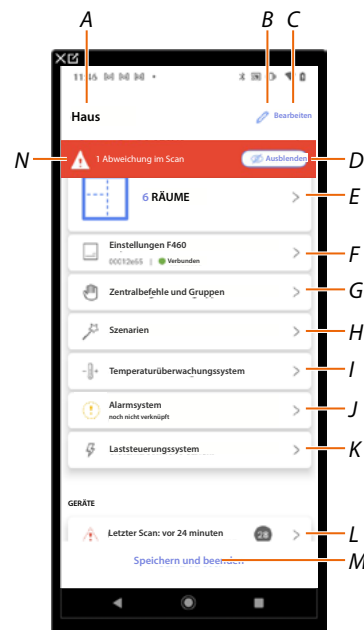 A B C
11:46
Haus Bearbeiten
N 1 Abweichung im Scan Ausblenden D
6 RÄUME E
Einstellungen F460
00012e65 | Verbunden F
Zentralbefehle und Gruppen G
Szenarien H
Temperaturüberwachungssystem I
Alarmsystem
noch nicht verknüpft J
Laststeuerungssystem K
GERÄTE
Letzter Scan: vor 24 minuten 28 L
Speichern und beenden M